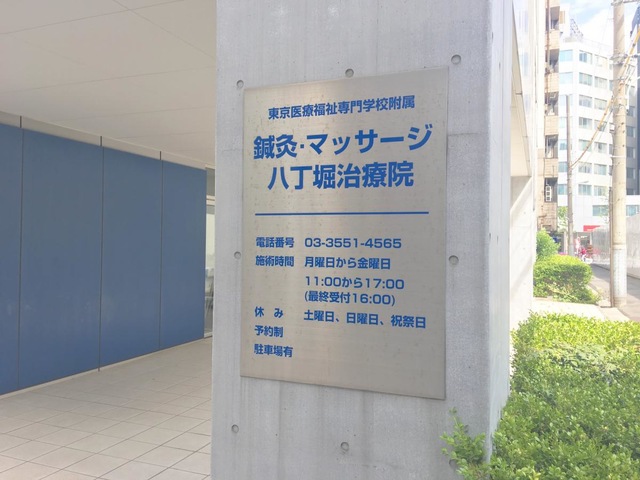 東京医療福祉専門学校附属
鍼灸・マッサージ
八丁堀治療院
電話番号 03-3551-4565
施術時間 月曜日から金曜日
11:00から17:00
(最終受付16:00)
休み 土曜日、日曜日、祝祭日
予約制
駐車場有